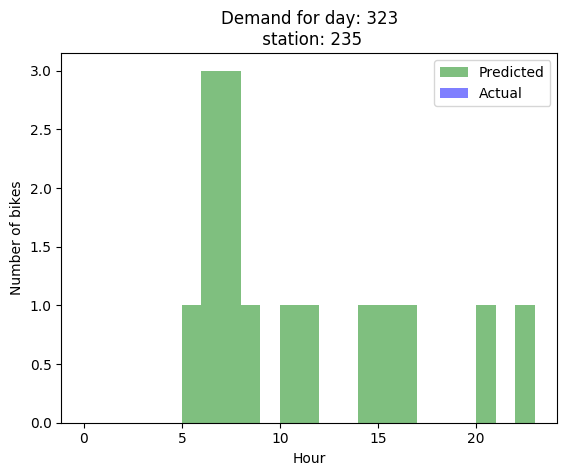 Demand for day: 323
station: 235
Predicted
Actual
3.0
2.5
2.0
1.5
1.0
0.5
0.0
Number of bikes
0 5 10 15 20
Hour